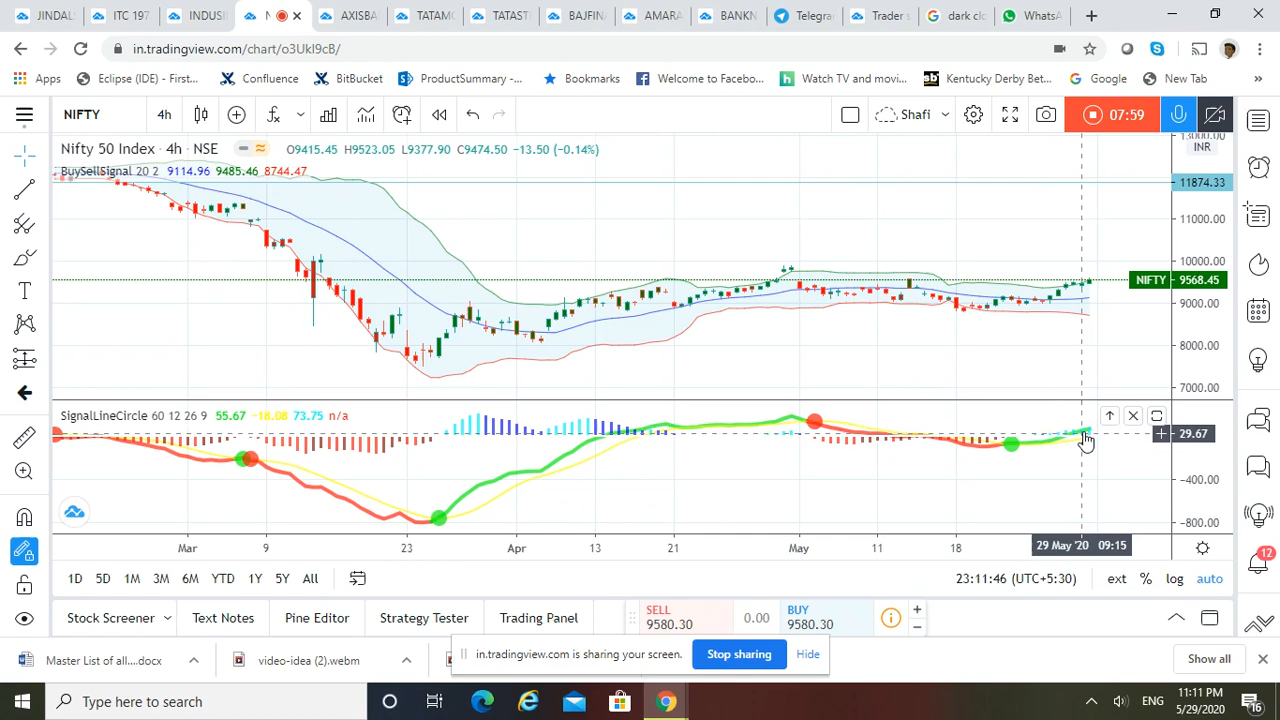 JINDAL
ITC 197
INDUSI
N
AXISBA
TATAMC
TATAST
BAJFIN
AMARA
BANKN
Telegra
Trader s
dark clo
WhatsA
in.tradingview.com/chart/o3UkI9cB/
Apps
Eclipse (IDE) - First...
Confluence
BitBucket
ProductSummary -...
Bookmarks
Welcome to Facebo...
Watch TV and movi...
Kentucky Derby Bet...
Google
New Tab
»
NIFTY
4h
Shafi
07:59
Nifty 50 Index · 4h · NSE
O9415.45 H9523.05 L9377.90 C9474.50 −13.50 (−0.14%)
BuySellSignal 20 2 9114.96 9485.46 8744.47
13000.00
INR
11874.33
11000.00
10000.00
NIFTY 9568.45
9000.00
8000.00
7000.00
SignalLineCircle 60 12 26 9 55.67 −18.08 73.75 n/a
29.67
−400.00
−800.00
Mar
9
23
Apr
13
21
May
11
18
29 May '20 09:15
1D 5D 1M 3M 6M YTD 1Y 5Y All
23:11:46 (UTC+5:30)
ext % log auto
12
Stock Screener
Text Notes
Pine Editor
Strategy Tester
Trading Panel
SELL
9580.30
0.00
BUY
9580.30
in.tradingview.com is sharing your screen.
Stop sharing
Hide
Master List of all....docx
video-idea (2).webm
Show all
Type here to search
ENG
11:11 PM
5/29/2020
16